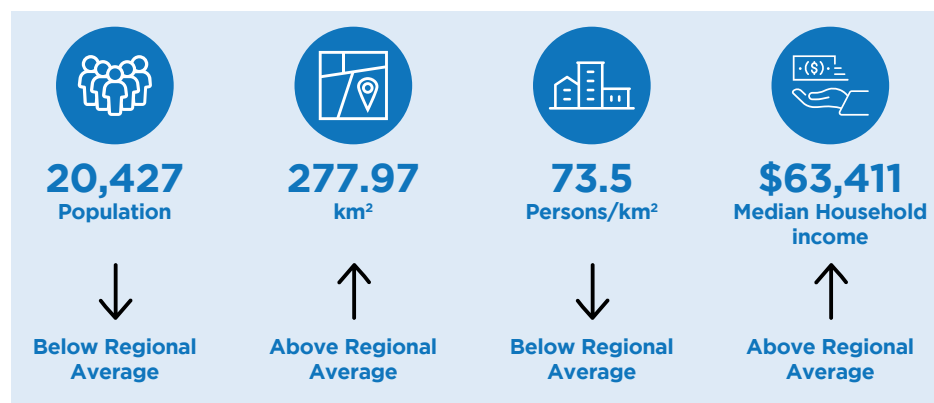 ($)
20,427
Population
Below Regional
Average
277.97
km²
Above Regional
Average
73.5
Persons/km²
Below Regional
Average
$63,411
Median Household
income
Above Regional
Average